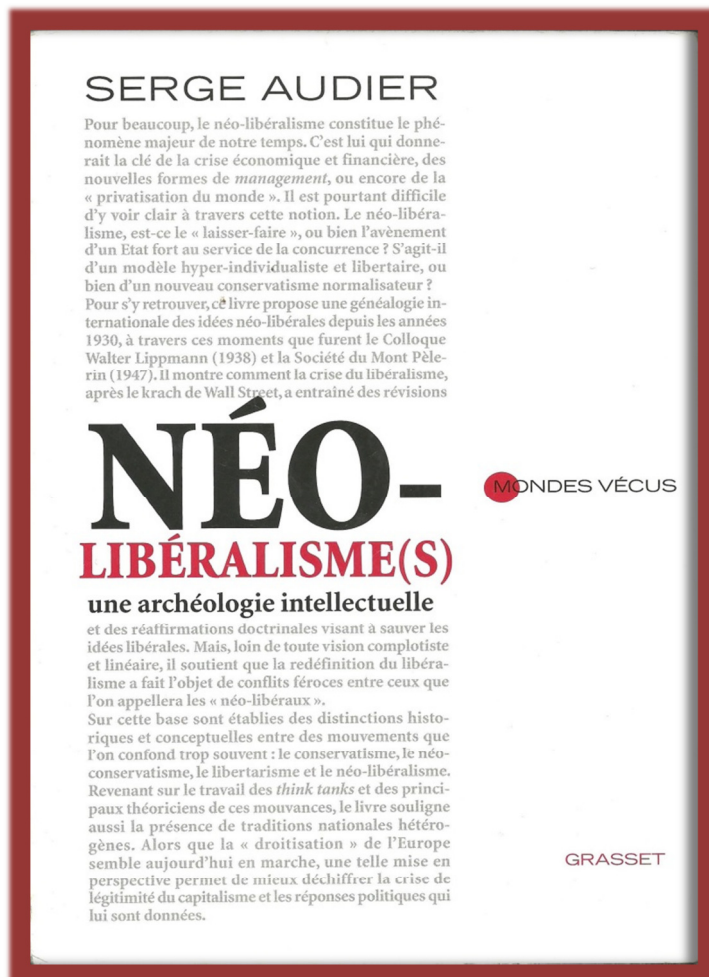 SERGE AUDIER
Pour beaucoup, le néo-libéralisme constitue le phé-
nomène majeur de notre temps. C'est lui qui donne-
rait la clé de la crise économique et financière, des
nouvelles formes de management, ou encore de la
« privatisation du monde ». Il est pourtant difficile
d'y voir clair à travers cette notion. Le néo-libéra-
lisme, est-ce le « laisser-faire », ou bien l'avènement
d'un Etat fort au service de la concurrence ? S'agit-il
d'un modèle hyper-individualiste et libertaire, ou
bien d'un nouveau conservatisme normalisateur ?
Pour s'y retrouver, ce livre propose une généalogie in-
ternationale des idées néo-libérales depuis les années
1930, à travers ces moments que furent le Colloque
Walter Lippmann (1938) et la Société du Mont Pèle-
rin (1947). Il montre comment la crise du libéralisme,
après le krach de Wall Street, a entraîné des révisions
NÉO-
LIBÉRALISME(S)
une archéologie intellectuelle
MONDES VÉCUS
et des réaffirmations doctrinales visant à sauver les
idées libérales. Mais, loin de toute vision complotiste
et linéaire, il soutient que la redéfinition du libéra-
lisme a fait l'objet de conflits féroces entre ceux que
l'on appellera les « néo-libéraux ».
Sur cette base sont établies des distinctions histo-
riques et conceptuelles entre des mouvements que
l'on confond trop souvent : le conservatisme, le néo-
conservatisme, le libertarisme et le néo-libéralisme.
Revenant sur le travail des think tanks et des princi-
paux théoriciens de ces mouvances, le livre souligne
aussi la présence de traditions nationales hétéro-
gènes. Alors que la « droitisation » de l'Europe
semble aujourd'hui en marche, une telle mise en
perspective permet de mieux déchiffrer la crise de
légitimité du capitalisme et les réponses politiques qui
lui sont données.
GRASSET